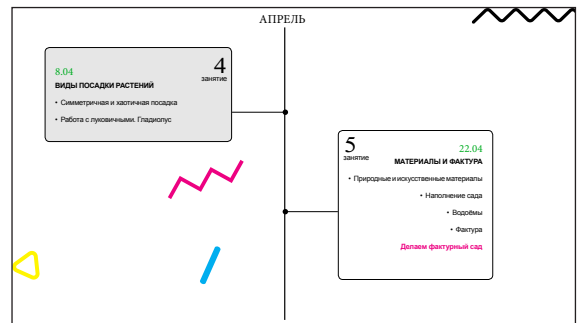 АПРЕЛЬ
8.04
4
занятие
ВИДЫ ПОСАДКИ РАСТЕНИЙ
• Симметричная и хаотичная посадка
• Работа с луковичными. Гладиолус
5
занятие
22.04
МАТЕРИАЛЫ И ФАКТУРА
• Природные и искусственные материалы
• Наполнение сада
• Водоёмы
• Фактура
Делаем фактурный сад